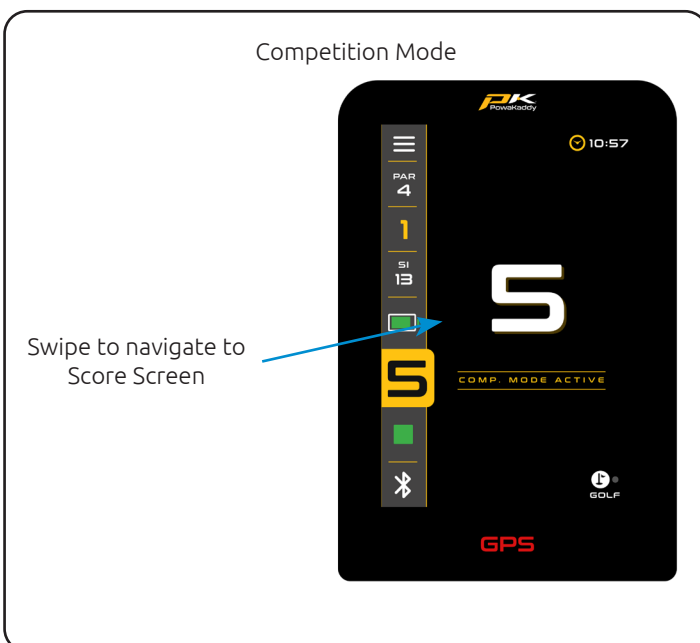 Competition Mode
PK
PowaKaddy
10:57
PAR
4
1
SI
13
5
5
COMP. MODE ACTIVE
Swipe to navigate to
Score Screen
GOLF
GPS